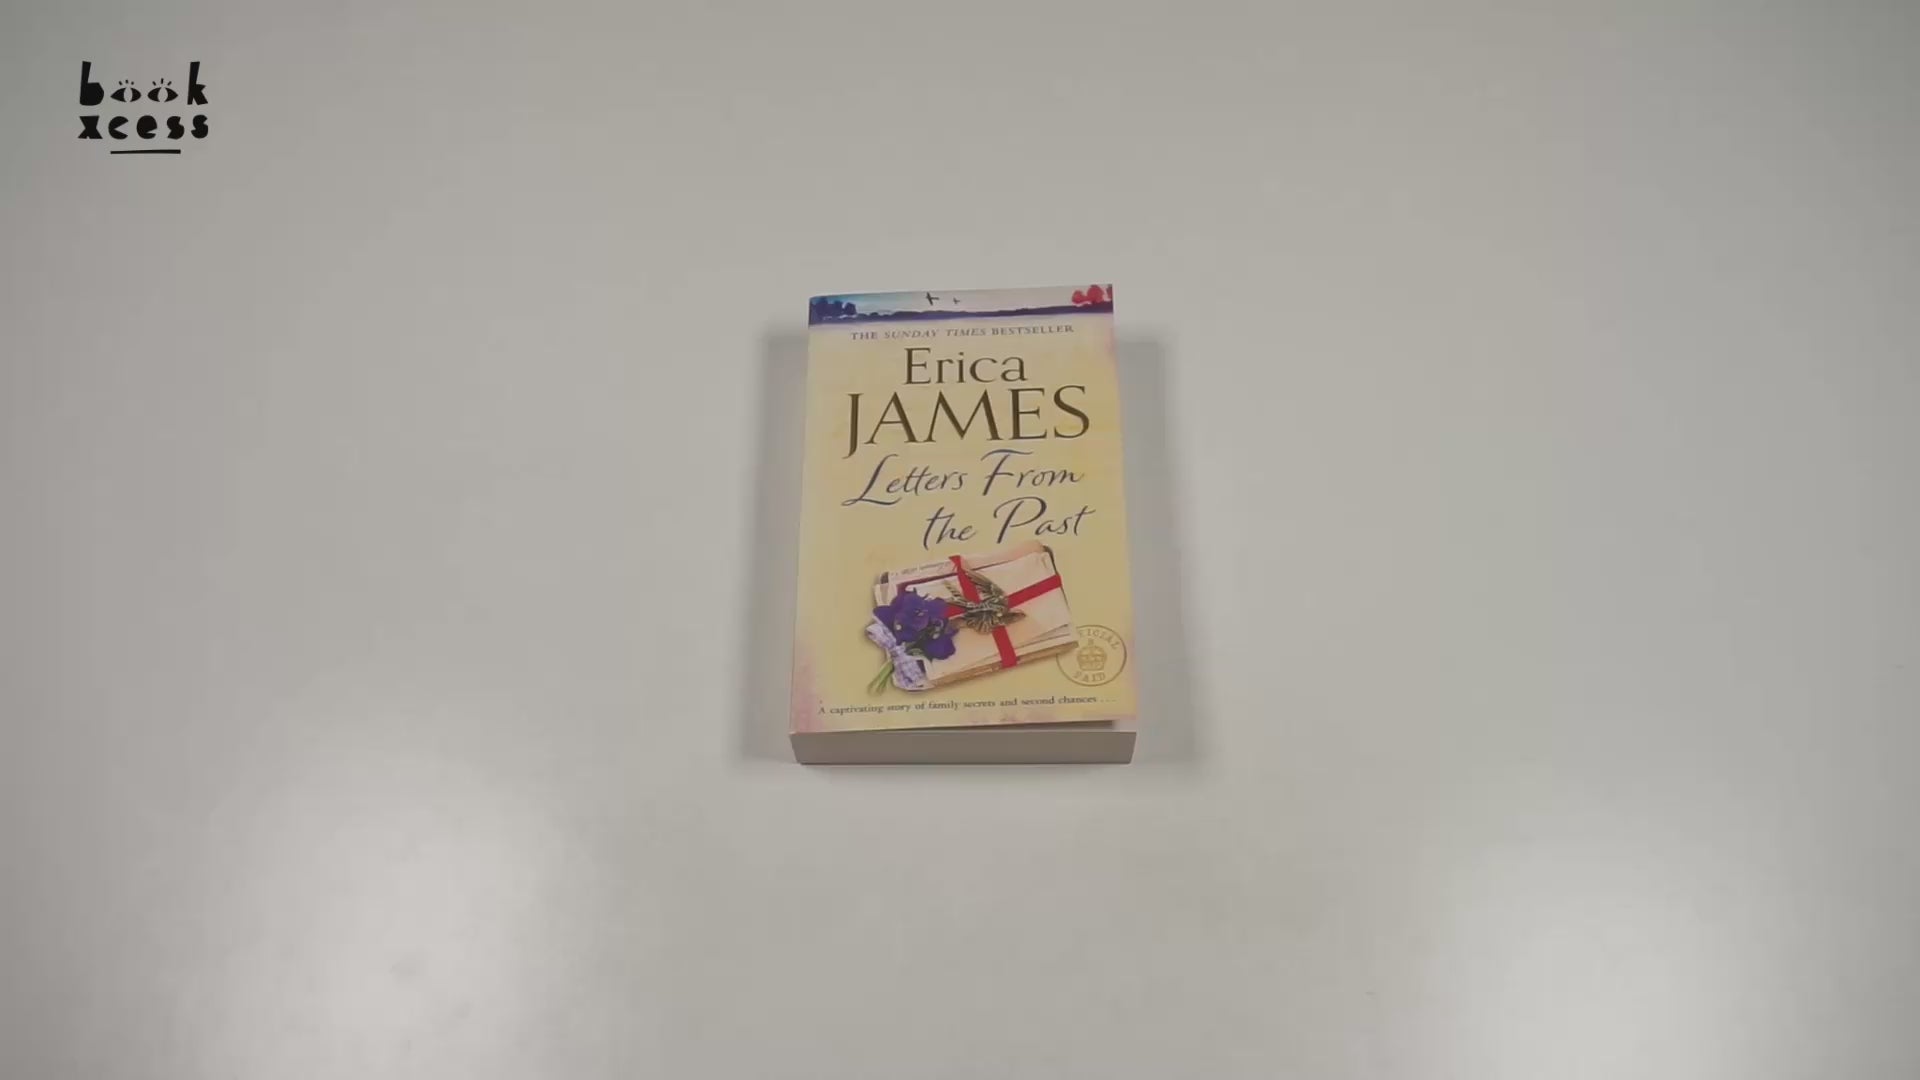 book
xcess
THE SUNDAY TIMES BESTSELLER
Erica
JAMES
Letters From
the Past
PAID
A captivating story of family secrets and second chances . . .